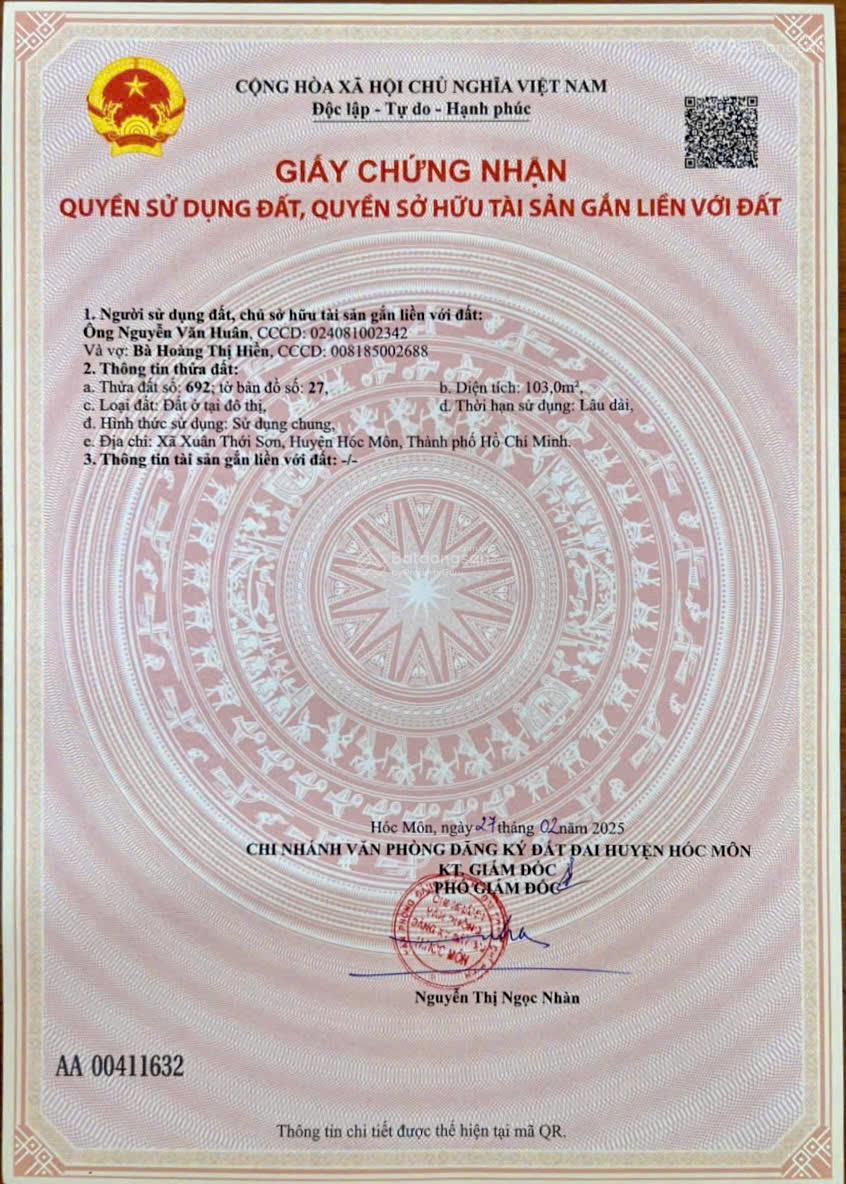 CỘNG HÒA XÃ HỘI CHỦ NGHĨA VIỆT NAM
Độc lập - Tự do - Hạnh phúc
GIẤY CHỨNG NHẬN
QUYỀN SỬ DỤNG ĐẤT, QUYỀN SỞ HỮU TÀI SẢN GẮN LIỀN VỚI ĐẤT
1. Người sử dụng đất, chủ sở hữu tài sản gắn liền với đất:
Ông Nguyễn Văn Huân, CCCD: 024081002342
Và vợ: Bà Hoàng Thị Hiền, CCCD: 008185002688
2. Thông tin thửa đất:
a. Thửa đất số: 692; tờ bản đồ số: 27, b. Diện tích: 103,0m²,
c. Loại đất: Đất ở tại đô thị, d. Thời hạn sử dụng: Lâu dài,
đ. Hình thức sử dụng: Sử dụng chung,
e. Địa chỉ: Xã Xuân Thới Sơn, Huyện Hóc Môn, Thành phố Hồ Chí Minh.
3. Thông tin tài sản gắn liền với đất: -/-
Batdongsan
Hóc Môn, ngày 27 tháng 02 năm 2025
CHI NHÁNH VĂN PHÒNG ĐĂNG KÝ ĐẤT ĐAI HUYỆN HÓC MÔN
KT. GIÁM ĐỐC
PHÓ GIÁM ĐỐC
CHI NHÁNH
VĂN PHÒNG
HÓC MÔN
Nguyễn Thị Ngọc Nhàn
AA 00411632
Thông tin chi tiết được thể hiện tại mã QR.